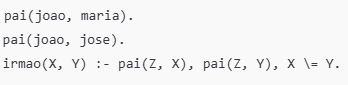 pai(joao, maria).
pai(joao, jose).
irmao(X, Y) :- pai(Z, X), pai(Z, Y), X \= Y.